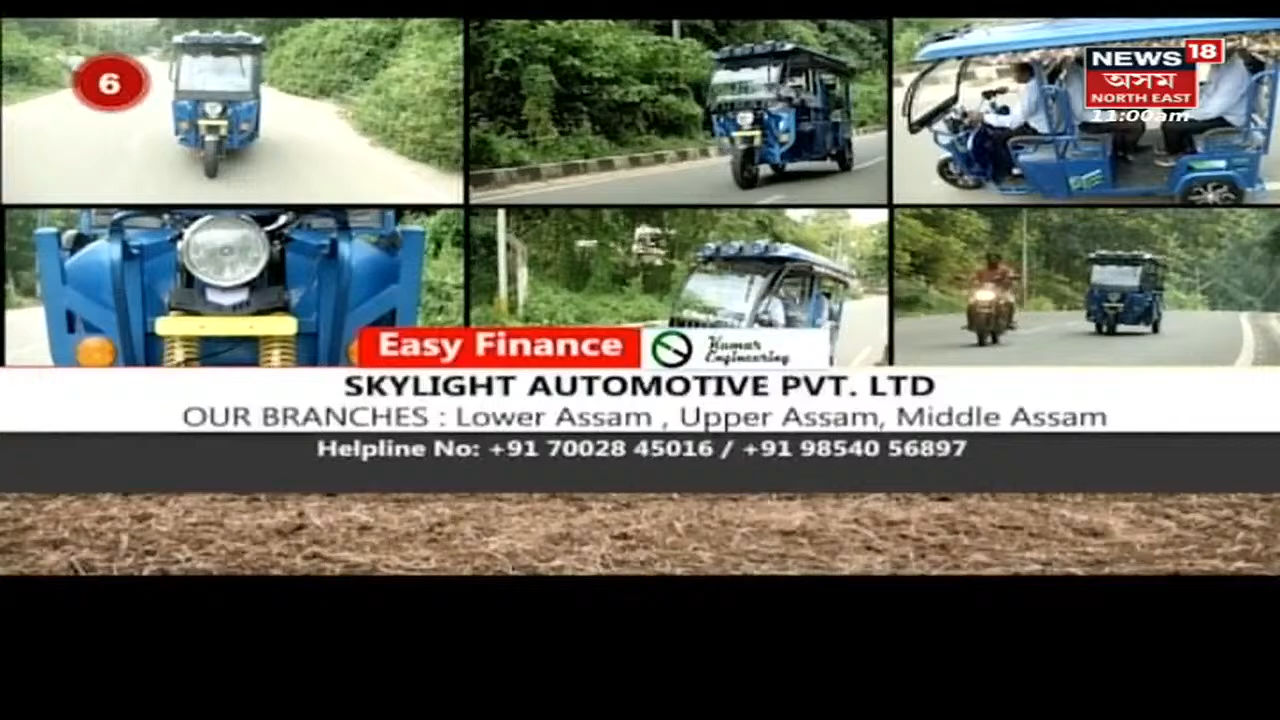 6
NEWS 18
অসম
NORTH EAST
11:00am
Easy Finance
Kumar
Engineering
SKYLIGHT AUTOMOTIVE PVT. LTD
OUR BRANCHES : Lower Assam , Upper Assam, Middle Assam
Helpline No: +91 70028 45016 / +91 98540 56897